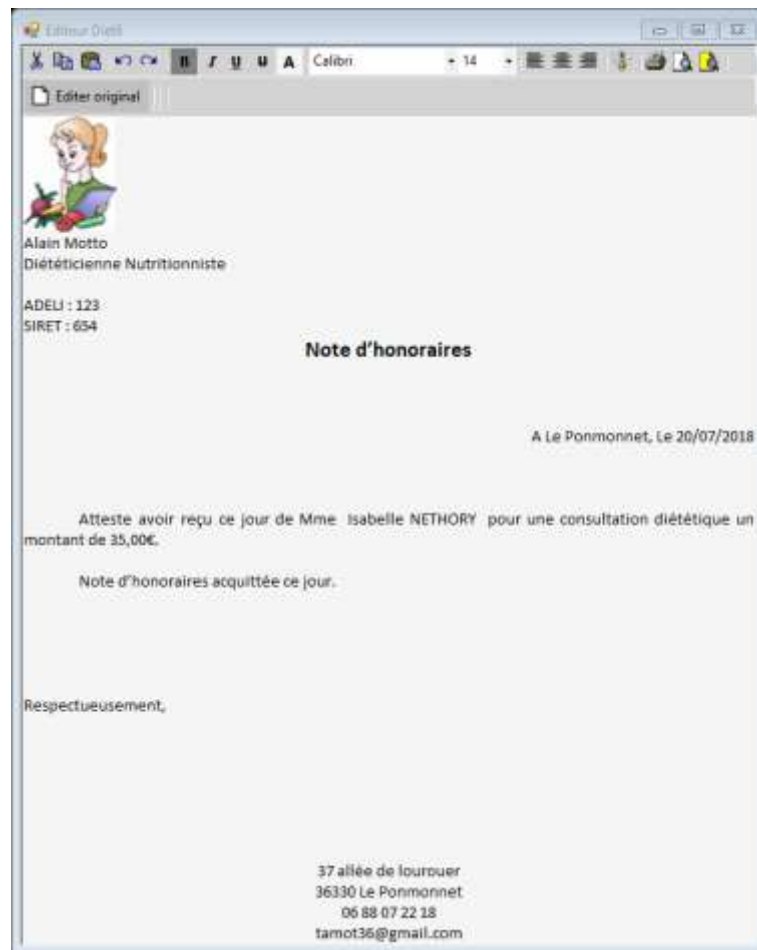 Editeur Dietil
G I U U A Calibri 14
Editer original
Alain Motto
Diététicienne Nutritionniste
ADELI : 123
SIRET : 654
Note d'honoraires
A Le Ponmonnet, Le 20/07/2018
Atteste avoir reçu ce jour de Mme Isabelle NETHORY pour une consultation diététique un
montant de 35,00€.
Note d'honoraires acquittée ce jour.
Respectueusement,
37 allée de lourouer
36330 Le Ponmonnet
06 88 07 22 18
tamot36@gmail.com